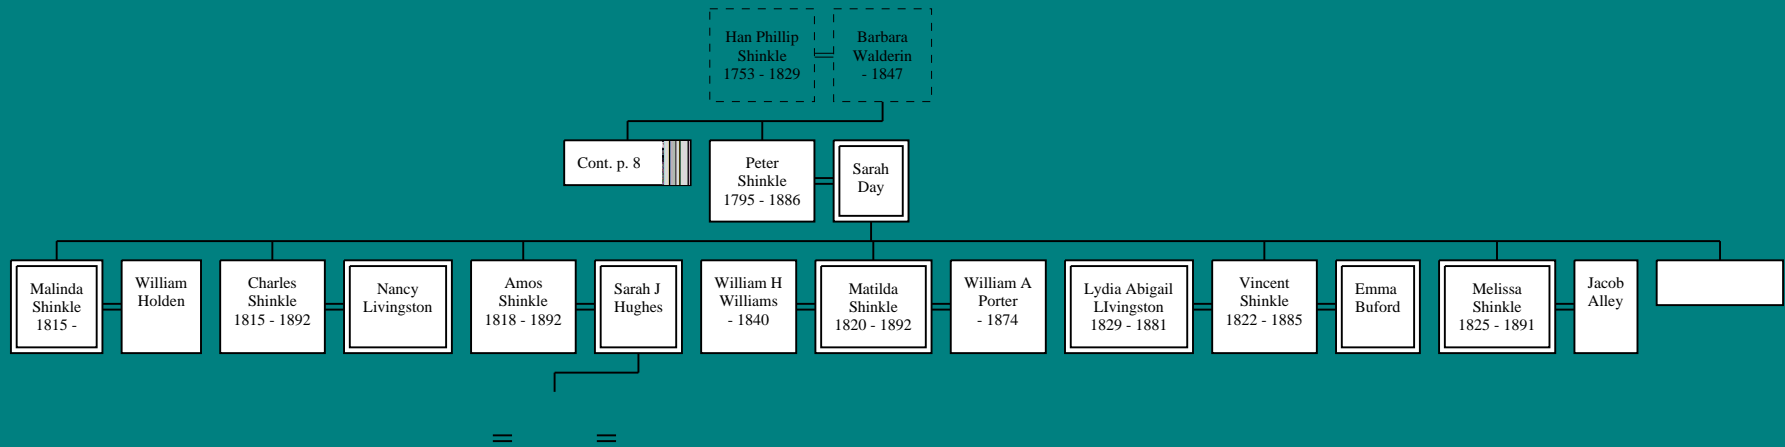 Han Phillip
Shinkle
1753 - 1829
Barbara
Walderin
- 1847
Cont. p. 8
Peter
Shinkle
1795 - 1886
Sarah
Day
Malinda
Shinkle
1815 -
William
Holden
Charles
Shinkle
1815 - 1892
Nancy
Livingston
Amos
Shinkle
1818 - 1892
Sarah J
Hughes
William H
Williams
- 1840
Matilda
Shinkle
1820 - 1892
William A
Porter
- 1874
Lydia Abigail
LIvingston
1829 - 1881
Vincent
Shinkle
1822 - 1885
Emma
Buford
Melissa
Shinkle
1825 - 1891
Jacob
Alley